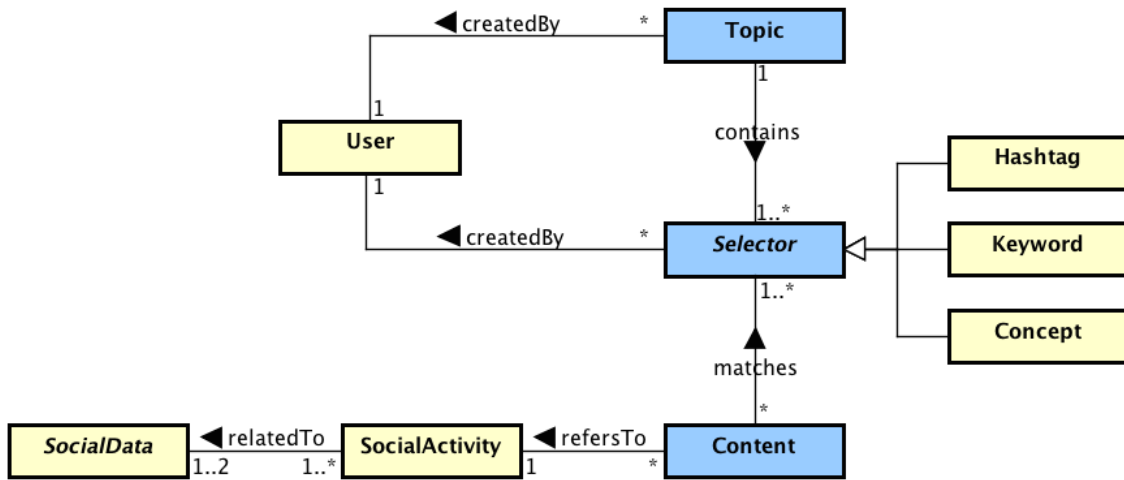 createdBy
*
Topic
1
1
User
contains
Hashtag
1
1..*
createdBy
*
Selector
Keyword
1..*
Concept
matches
*
SocialData
relatedTo
SocialActivity
refersTo
Content
1..2
1..*
1
*